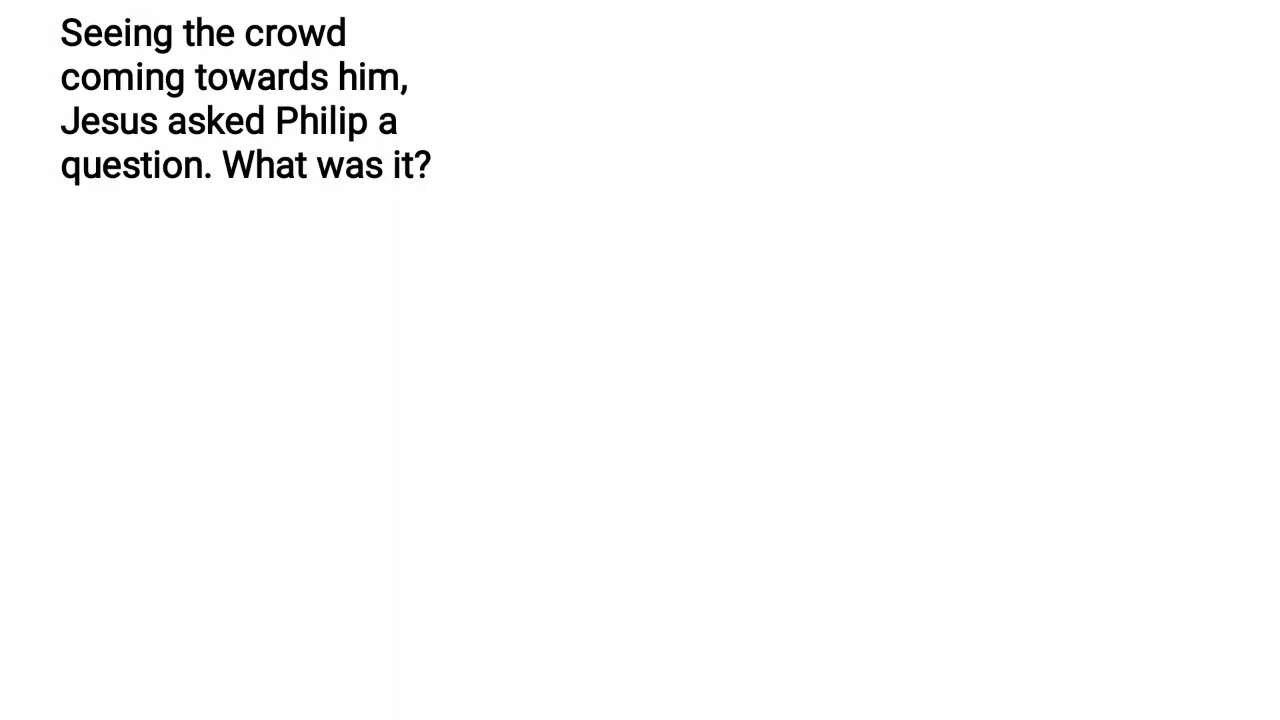 Seeing the crowd
coming towards him,
Jesus asked Philip a
question. What was it?